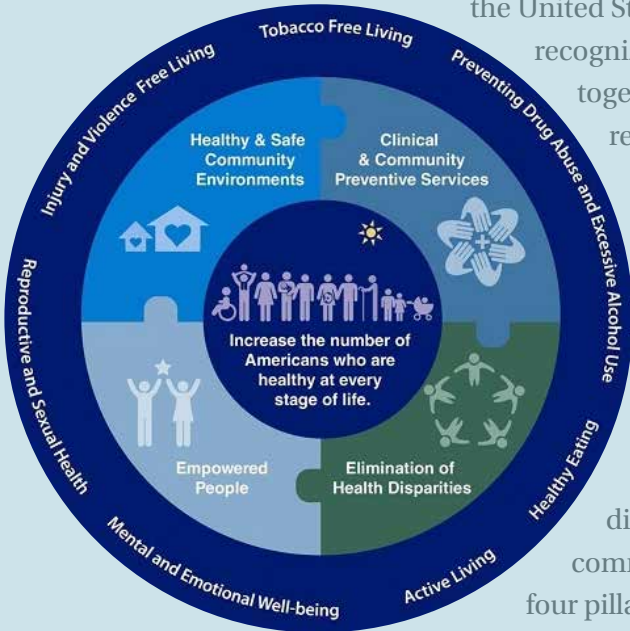 the United St
recogniz
toge
re
Tobacco Free Living
Preventing Drug Abuse and Excessive Alcohol Use
Healthy Eating
Active Living
Mental and Emotional Well-being
Reproductive and Sexual Health
Injury and Violence Free Living
Healthy & Safe
Community
Environments
Clinical
& Community
Preventive Services
Increase the number of
Americans who are
healthy at every
stage of life.
Empowered
People
Elimination of
Health Disparities
di
comm
four pilla